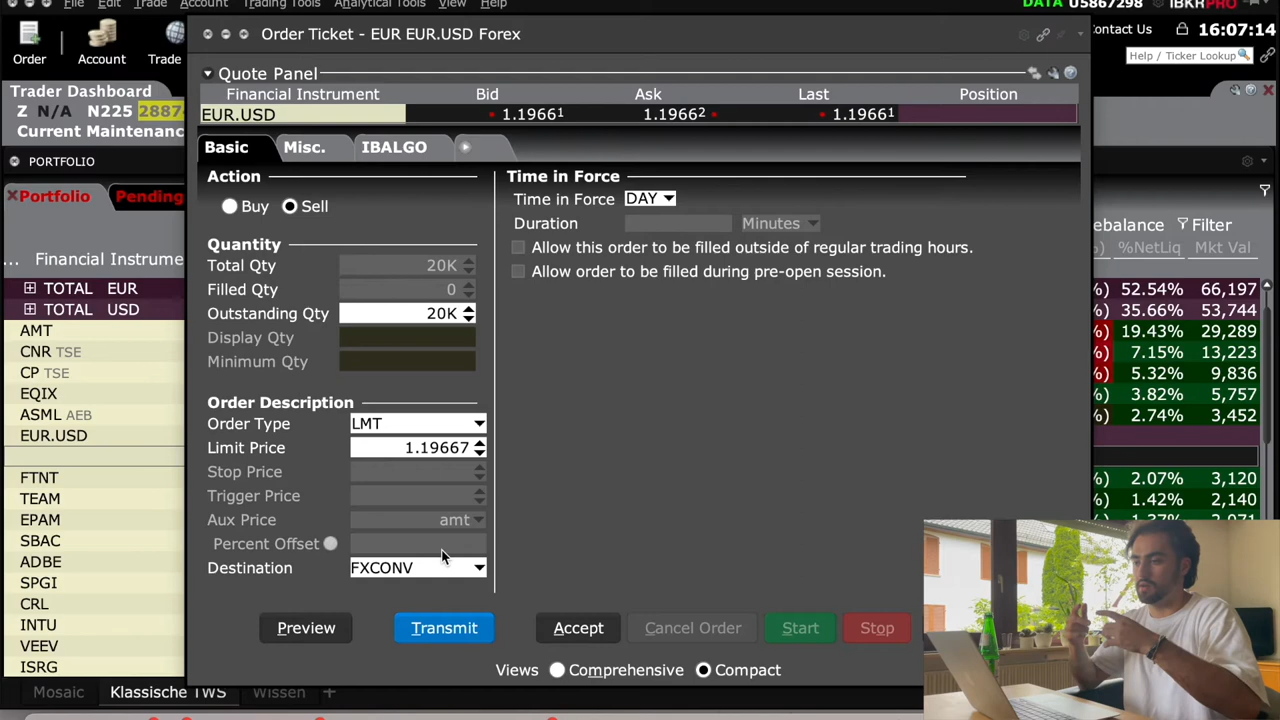 File Edit Trade Account Trading Tools Analytical Tools View Help DATA U5867298 IBKRPRO
Order Account Trade Contact Us 16:07:14
Help / Ticker Lookup
Order Ticket - EUR EUR.USD Forex
Trader Dashboard
Z N/A N225 2887
Current Maintenanc
PORTFOLIO
Portfolio Pending
... Financial Instrume
TOTAL EUR
TOTAL USD
AMT
CNR TSE
CP TSE
EQIX
ASML AEB
EUR.USD
FTNT
TEAM
EPAM
SBAC
ADBE
SPGI
CRL
INTU
VEEV
ISRG
Mosaic Klassische TWS Wissen +
Quote Panel
Financial Instrument Bid Ask Last Position
EUR.USD 1.19661 1.19662 1.19661
Basic Misc. IBALGO
Action
Buy Sell
Quantity
Total Qty 20K
Filled Qty 0
Outstanding Qty 20K
Display Qty
Minimum Qty
Order Description
Order Type LMT
Limit Price 1.19667
Stop Price
Trigger Price
Aux Price amt
Percent Offset
Destination FXCONV
Time in Force
Time in Force DAY
Duration Minutes
Allow this order to be filled outside of regular trading hours.
Allow order to be filled during pre-open session.
Preview Transmit Accept Cancel Order Start Stop
Views Comprehensive Compact
ebalance Filter
%) %NetLiq Mkt Val
%) 52.54% 66,197
%) 35.66% 53,744
%) 19.43% 29,289
%) 7.15% 13,223
%) 5.32% 9,836
%) 3.82% 5,757
%) 2.74% 3,452
%) 2.07% 3,120
%) 1.42% 2,140